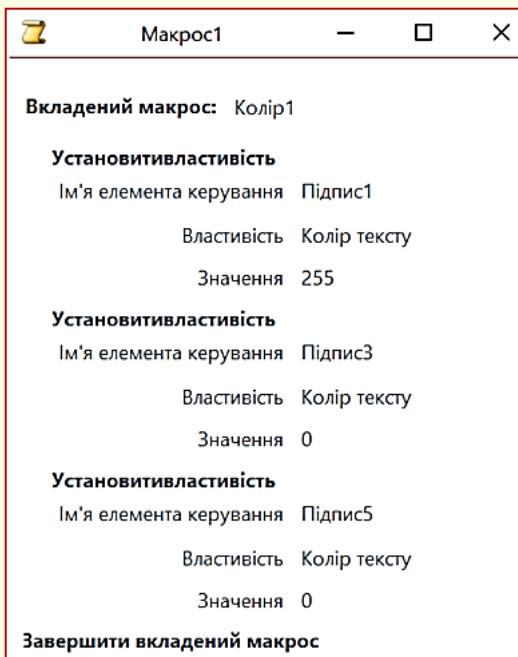 Макрос1
Вкладений макрос: Колір1
Установитивластивість
Ім'я елемента керування Підпис1
Властивість Колір тексту
Значення 255
Установитивластивість
Ім'я елемента керування Підпис3
Властивість Колір тексту
Значення 0
Установитивластивість
Ім'я елемента керування Підпис5
Властивість Колір тексту
Значення 0
Завершити вкладений макрос